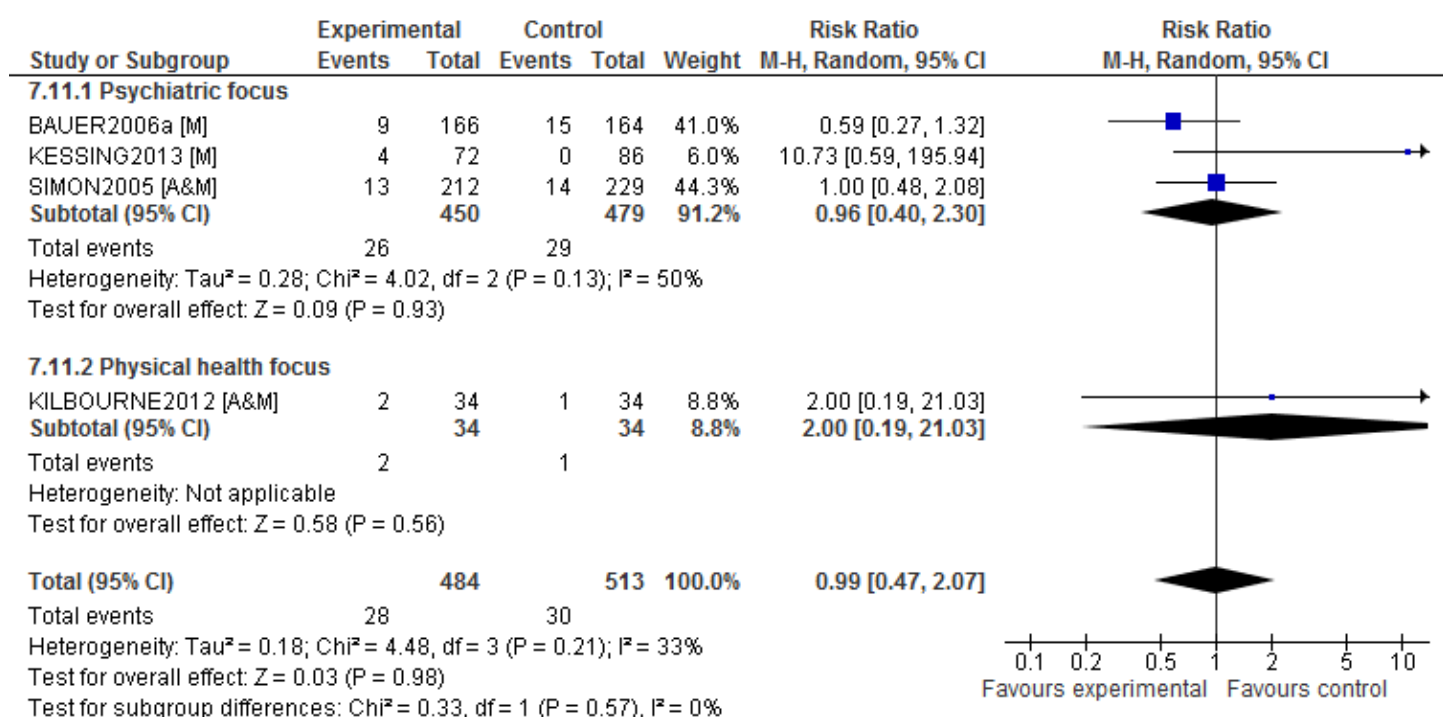 Experimental Control Risk Ratio Risk Ratio
Study or Subgroup Events Total Events Total Weight M-H, Random, 95% CI M-H, Random, 95% CI
7.11.1 Psychiatric focus
BAUER2006a [M] 9 166 15 164 41.0% 0.59 [0.27, 1.32]
KESSING2013 [M] 4 72 0 86 6.0% 10.73 [0.59, 195.94]
SIMON2005 [A&M] 13 212 14 229 44.3% 1.00 [0.48, 2.08]
Subtotal (95% CI) 450 479 91.2% 0.96 [0.40, 2.30]
Total events 26 29
Heterogeneity: Tau² = 0.28; Chi² = 4.02, df = 2 (P = 0.13); I² = 50%
Test for overall effect: Z = 0.09 (P = 0.93)
7.11.2 Physical health focus
KILBOURNE2012 [A&M] 2 34 1 34 8.8% 2.00 [0.19, 21.03]
Subtotal (95% CI) 34 34 8.8% 2.00 [0.19, 21.03]
Total events 2 1
Heterogeneity: Not applicable
Test for overall effect: Z = 0.58 (P = 0.56)
Total (95% CI) 484 513 100.0% 0.99 [0.47, 2.07]
Total events 28 30
Heterogeneity: Tau² = 0.18; Chi² = 4.48, df = 3 (P = 0.21); I² = 33%
Test for overall effect: Z = 0.03 (P = 0.98)
Test for subgroup differences: Chi² = 0.33, df = 1 (P = 0.57), I² = 0%
0.1 0.2 0.5 1 2 5 10
Favours experimental Favours control